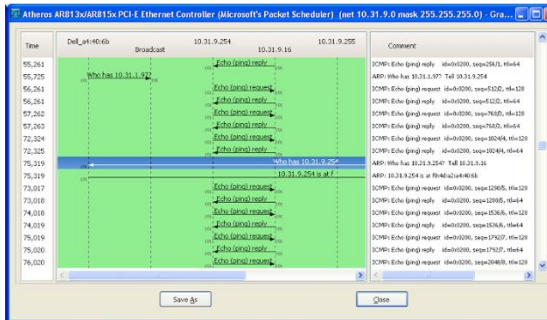 Atheros AR813x/AR815x PCI-E Ethernet Controller (Microsoft's Packet Scheduler) (net 10.31.9.0 mask 255.255.255.0) - Gra...
Time Dell_a4:40:6b Broadcast 10.31.9.254 10.31.9.16 10.31.9.255 Comment
55,261 Echo (ping) reply ICMP: Echo (ping) reply id=0x0200, seq=256/1, ttl=64
55,725 Who has 10.31.1.97? ARP: Who has 10.31.1.97? Tell 10.31.9.254
56,261 Echo (ping) request ICMP: Echo (ping) request id=0x0200, seq=512/2, ttl=128
56,261 Echo (ping) reply ICMP: Echo (ping) reply id=0x0200, seq=512/2, ttl=64
57,262 Echo (ping) request ICMP: Echo (ping) request id=0x0200, seq=768/3, ttl=128
57,263 Echo (ping) reply ICMP: Echo (ping) reply id=0x0200, seq=768/3, ttl=64
72,324 Echo (ping) request ICMP: Echo (ping) request id=0x0200, seq=1024/4, ttl=128
72,325 Echo (ping) reply ICMP: Echo (ping) reply id=0x0200, seq=1024/4, ttl=64
75,319 Who has 10.31.9.254 ARP: Who has 10.31.9.254? Tell 10.31.9.16
75,319 10.31.9.254 is at f ARP: 10.31.9.254 is at
73,017 Echo (ping) request ICMP: Echo (ping) request id=0x0200, seq=1280/5, ttl=128
73,018 Echo (ping) reply ICMP: Echo (ping) reply id=0x0200, seq=1280/5, ttl=64
74,018 Echo (ping) request ICMP: Echo (ping) request id=0x0200, seq=1536/6, ttl=128
74,019 Echo (ping) reply ICMP: Echo (ping) reply id=0x0200, seq=1536/6, ttl=64
75,019 Echo (ping) request ICMP: Echo (ping) request id=0x0200, seq=1792/7, ttl=128
75,020 Echo (ping) reply ICMP: Echo (ping) reply id=0x0200, seq=1792/7, ttl=64
76,020 Echo (ping) request ICMP: Echo (ping) request id=0x0200, seq=2048/8, ttl=128
Save As Close